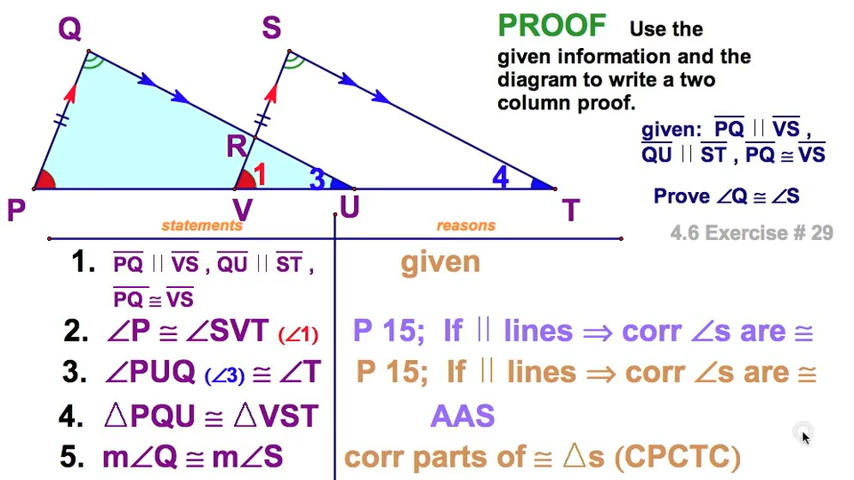 Q
S
R
1
3
4
P
V
U
T
PROOF Use the
given information and the
diagram to write a two
column proof.
given: PQ || VS ,
QU || ST , PQ ≅ VS
Prove ∠Q ≅ ∠S
4.6 Exercise # 29
statements
reasons
1. PQ || VS , QU || ST , given
PQ ≅ VS
2. ∠P ≅ ∠SVT (∠1) P 15; If || lines ⇒ corr ∠s are ≅
3. ∠PUQ (∠3) ≅ ∠T P 15; If || lines ⇒ corr ∠s are ≅
4. △PQU ≅ △VST AAS
5. m∠Q ≅ m∠S corr parts of ≅ △s (CPCTC)